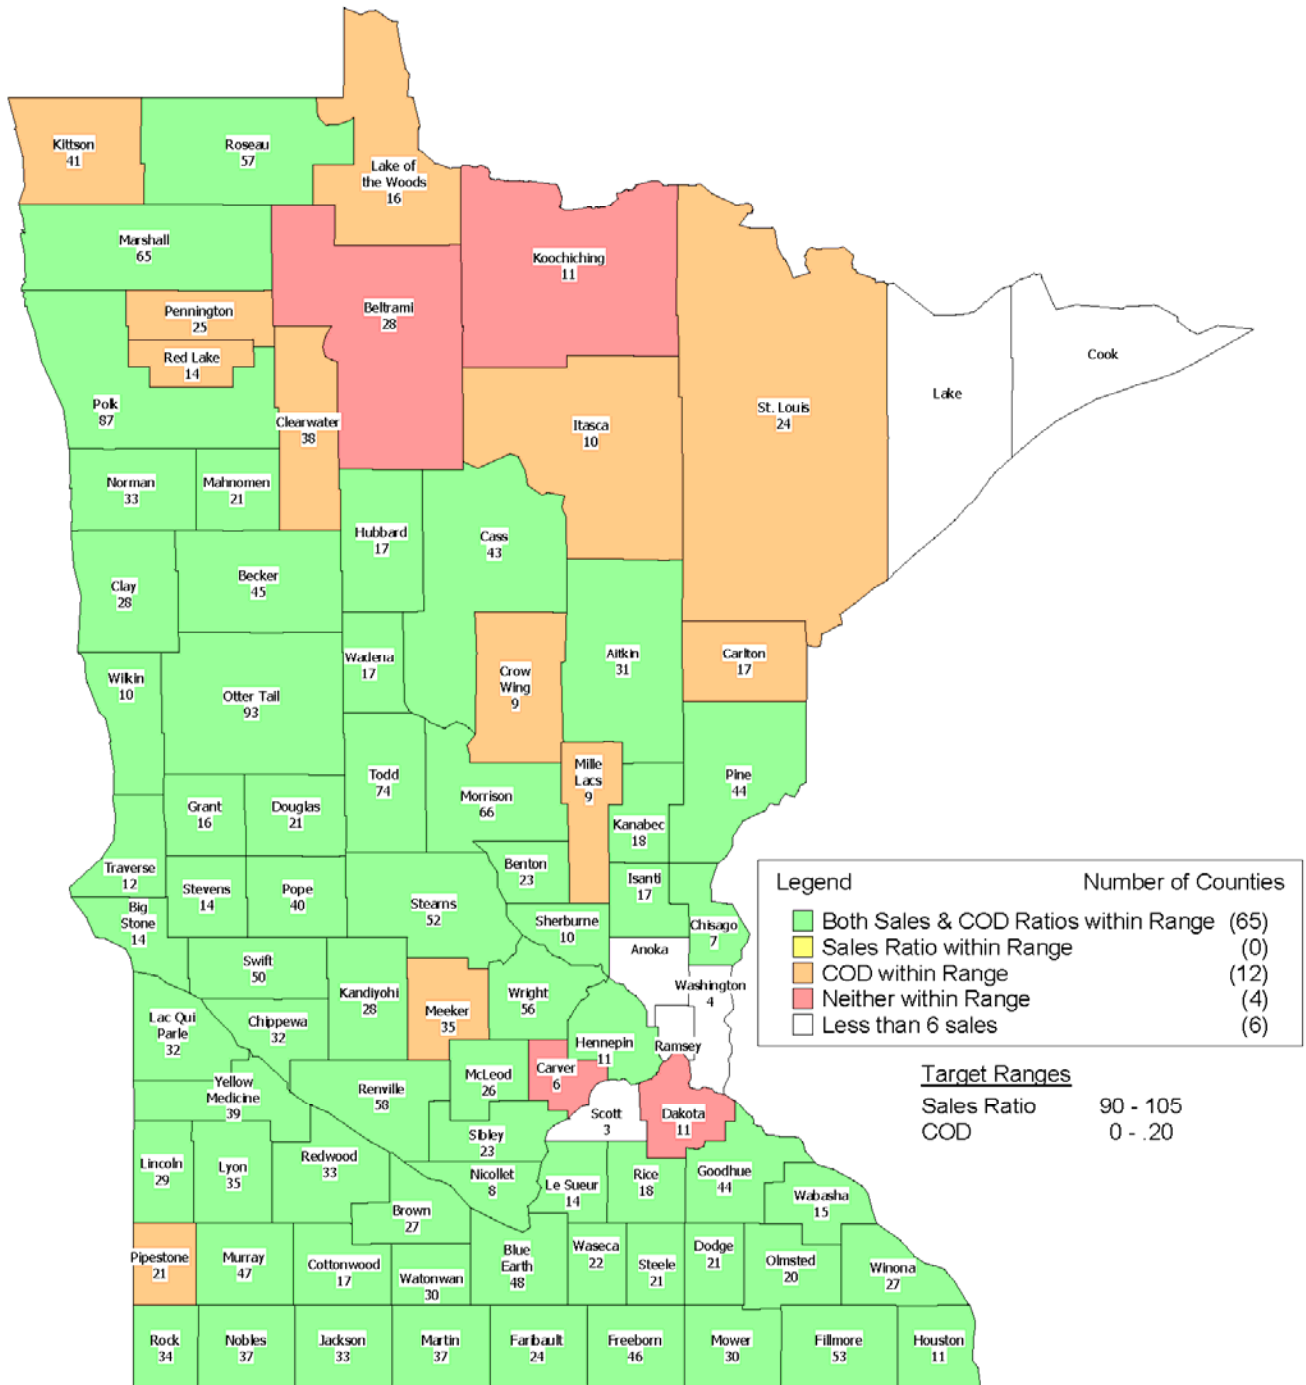 Kittson
41
Roseau
57
Lake of
the Woods
16
Marshall
65
Koochiching
11
Beltrami
28
Pennington
25
Red Lake
14
Polk
87
Clearwater
38
Itasca
10
St. Louis
24
Lake
Cook
Norman
33
Mahnomen
21
Hubbard
17
Cass
43
Clay
28
Becker
45
Wadena
17
Crow
Wing
9
Aitkin
31
Carlton
17
Wilkin
10
Otter Tail
93
Todd
74
Morrison
66
Mille
Lacs
9
Pine
44
Kanabec
18
Grant
16
Douglas
21
Traverse
12
Stevens
14
Pope
40
Stearns
52
Benton
23
Isanti
17
Sherburne
10
Chisago
7
Big
Stone
14
Swift
50
Kandiyohi
28
Meeker
35
Wright
56
Anoka
Washington
4
Hennepin
11
Ramsey
Lac Qui
Parle
32
Chippewa
32
Yellow
Medicine
39
Renville
58
McLeod
26
Carver
6
Scott
3
Dakota
11
Sibley
23
Lincoln
29
Lyon
35
Redwood
33
Nicollet
8
Le Sueur
14
Rice
18
Goodhue
44
Wabasha
15
Brown
27
Pipestone
21
Murray
47
Cottonwood
17
Watonwan
30
Blue
Earth
48
Waseca
22
Steele
21
Dodge
21
Olmsted
20
Winona
27
Rock
34
Nobles
37
Jackson
33
Martin
37
Faribault
24
Freeborn
46
Mower
30
Fillmore
53
Houston
11
Legend Number of Counties
Both Sales & COD Ratios within Range (65)
Sales Ratio within Range (0)
COD within Range (12)
Neither within Range (4)
Less than 6 sales (6)
Target Ranges
Sales Ratio 90 - 105
COD 0 - .20